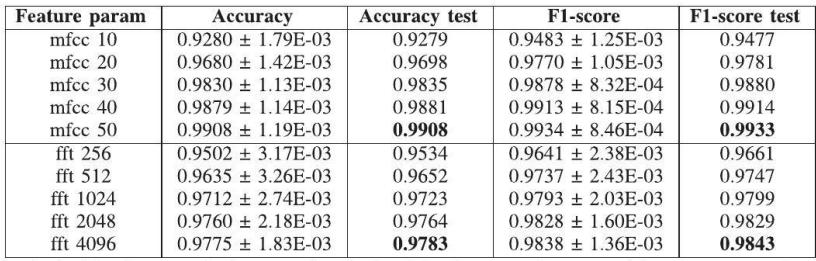 Feature param Accuracy Accuracy test F1-score F1-score test
mfcc 10 0.9280 ± 1.79E-03 0.9279 0.9483 ± 1.25E-03 0.9477
mfcc 20 0.9680 ± 1.42E-03 0.9698 0.9770 ± 1.05E-03 0.9781
mfcc 30 0.9830 ± 1.13E-03 0.9835 0.9878 ± 8.32E-04 0.9880
mfcc 40 0.9879 ± 1.14E-03 0.9881 0.9913 ± 8.15E-04 0.9914
mfcc 50 0.9908 ± 1.19E-03 0.9908 0.9934 ± 8.46E-04 0.9933
fft 256 0.9502 ± 3.17E-03 0.9534 0.9641 ± 2.38E-03 0.9661
fft 512 0.9635 ± 3.26E-03 0.9652 0.9737 ± 2.43E-03 0.9747
fft 1024 0.9712 ± 2.74E-03 0.9723 0.9793 ± 2.03E-03 0.9799
fft 2048 0.9760 ± 2.18E-03 0.9764 0.9828 ± 1.60E-03 0.9829
fft 4096 0.9775 ± 1.83E-03 0.9783 0.9838 ± 1.36E-03 0.9843